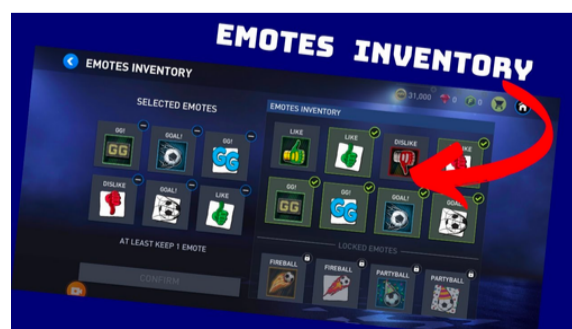 EMOTES INVENTORY
EMOTES INVENTORY
31,000 0 0
SELECTED EMOTES
GG! GOAL! GG!
GG GG
DISLIKE GOAL! LIKE
AT LEAST KEEP 1 EMOTE
CONFIRM
EMOTES INVENTORY
LIKE LIKE DISLIKE
GG! GG! GOAL! GOAL!
GG GG
LOCKED EMOTES
FIREBALL FIREBALL PARTYBALL PARTYBALL